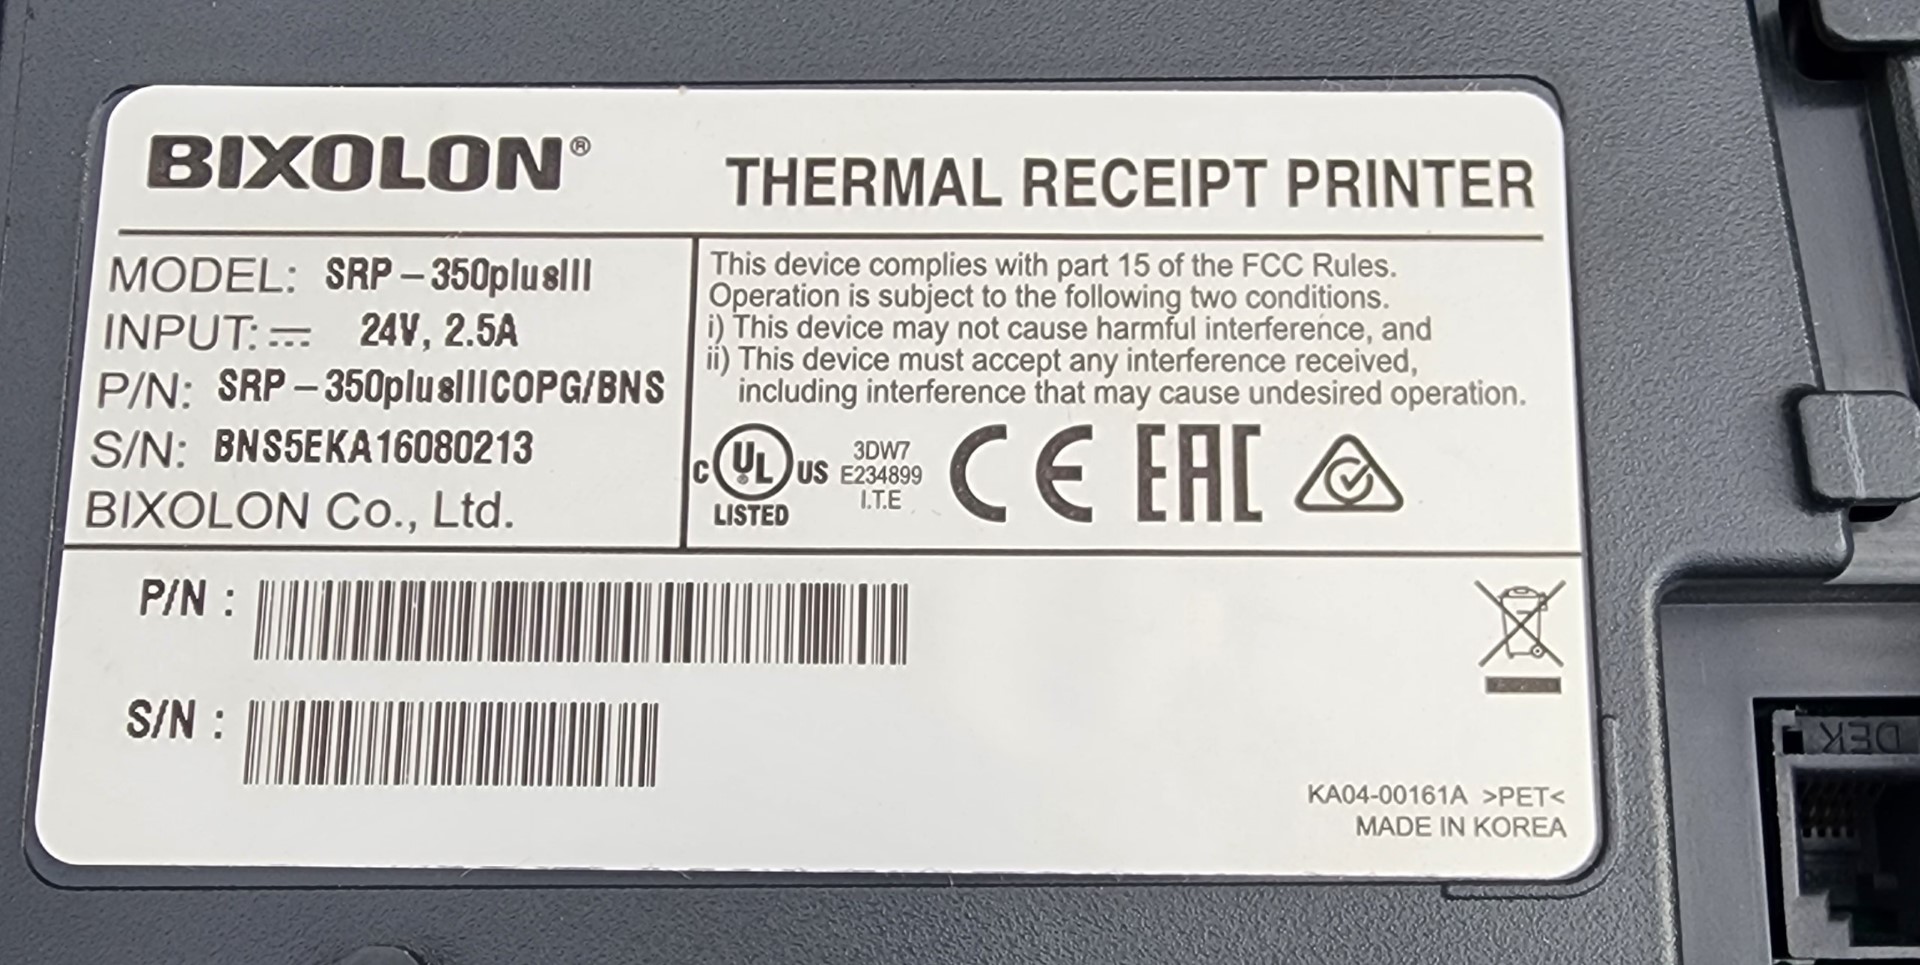 BIXOLON®
THERMAL RECEIPT PRINTER
MODEL: SRP-350plusIII
INPUT: ⎓ 24V, 2.5A
P/N: SRP-350plusIIICOPG/BNS
S/N: BNS5EKA16080213
BIXOLON Co., Ltd.
This device complies with part 15 of the FCC Rules.
Operation is subject to the following two conditions.
i) This device may not cause harmful interference, and
ii) This device must accept any interference received,
including interference that may cause undesired operation.
C UL US
LISTED
3DW7
E234899
I.T.E
CE EAC
P/N :
S/N :
KA04-00161A >PET<
MADE IN KOREA
DEK